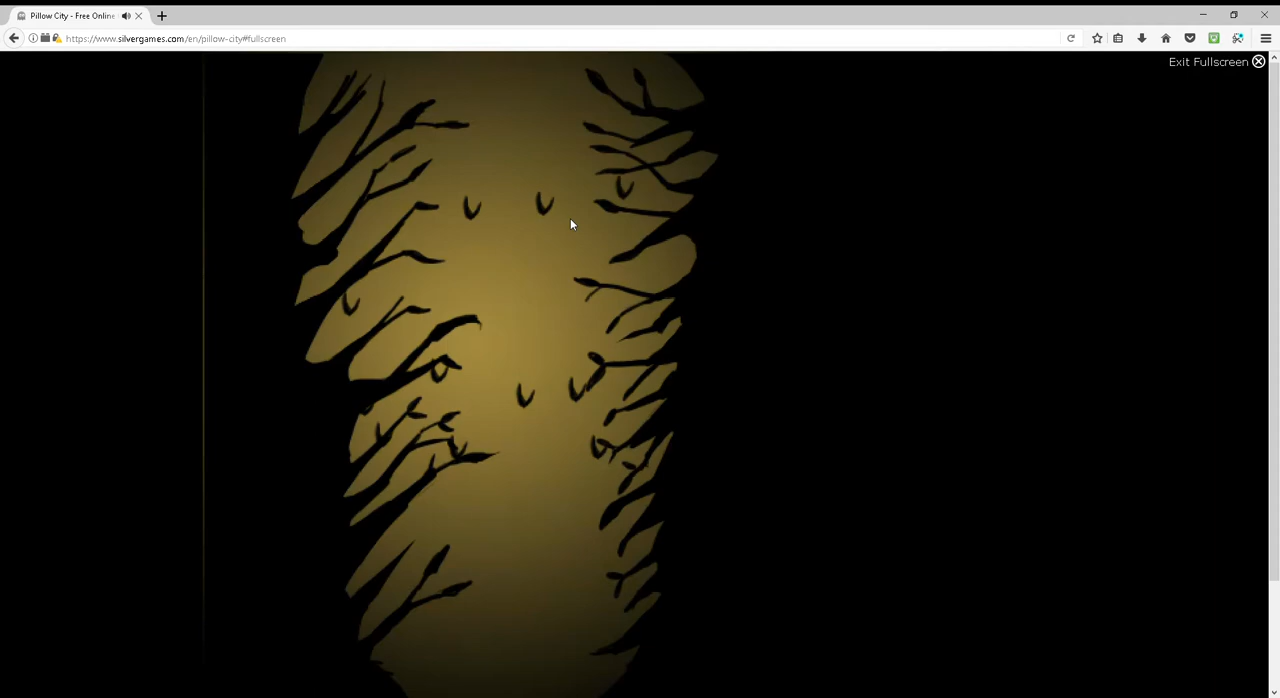 Pillow City - Free Online
https://www.silvergames.com/en/pillow-city#fullscreen
Exit Fullscreen